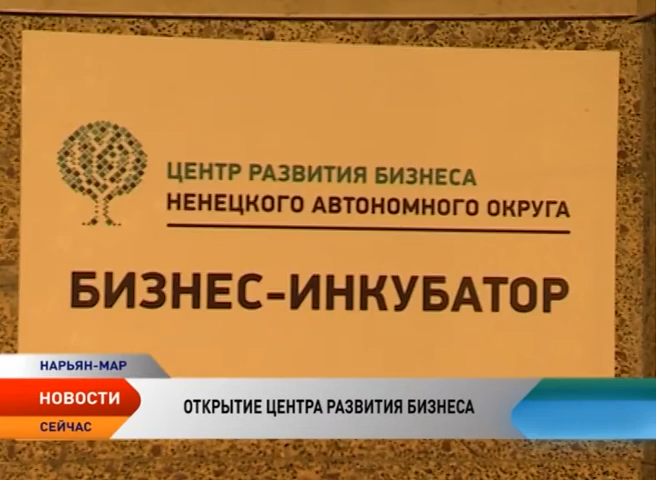 ЦЕНТР РАЗВИТИЯ БИЗНЕСА
НЕНЕЦКОГО АВТОНОМНОГО ОКРУГА
БИЗНЕС-ИНКУБАТОР
НАРЬЯН-МАР
НОВОСТИ
СЕЙЧАС
ОТКРЫТИЕ ЦЕНТРА РАЗВИТИЯ БИЗНЕСА